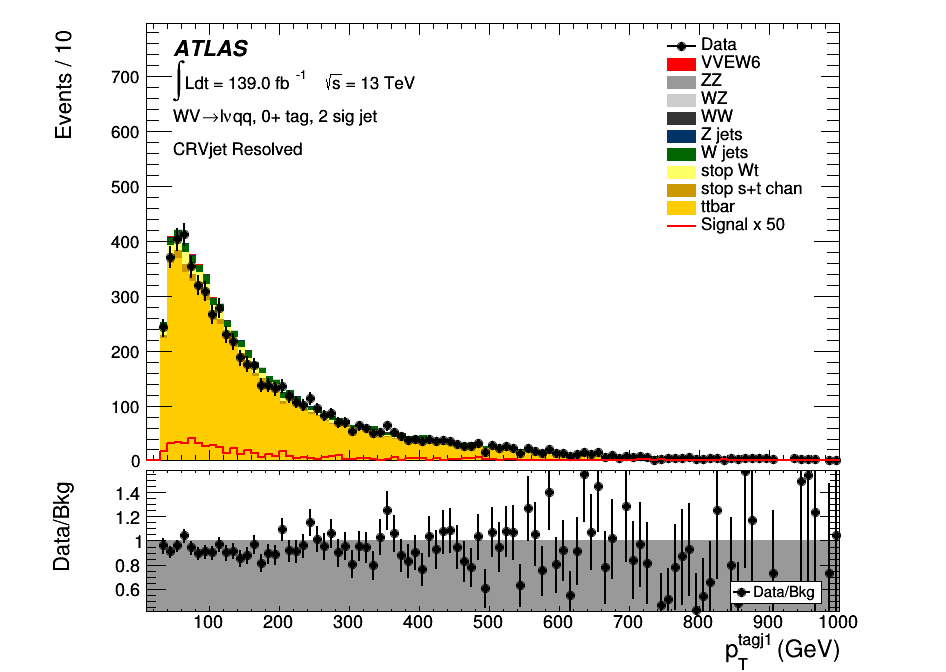 Events / 10
700
600
500
400
300
200
100
0
ATLAS
∫Ldt = 139.0 fb⁻¹ √s = 13 TeV
WV→lνqq, 0+ tag, 2 sig jet
CRVjet Resolved
Data
VVEW6
ZZ
WZ
WW
Z jets
W jets
stop Wt
stop s+t chan
ttbar
Signal x 50
Data/Bkg
1.4
1.2
1
0.8
0.6
Data/Bkg
100 200 300 400 500 600 700 800 900 1000
p_T^tagj1 (GeV)